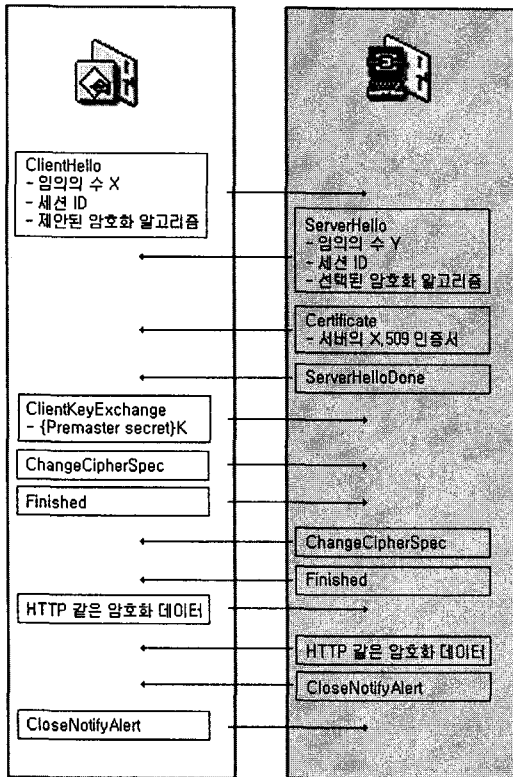 ClientHello
- 임의의 수 X
- 세션 ID
- 제안된 암호화 알고리즘
ServerHello
- 임의의 수 Y
- 세션 ID
- 선택된 암호화 알고리즘
Certificate
- 서버의 X,509 인증서
ServerHelloDone
ClientKeyExchange
- {Premaster secret}K
ChangeCipherSpec
Finished
ChangeCipherSpec
Finished
HTTP 같은 암호화 데이터
HTTP 같은 암호화 데이터
CloseNotifyAlert
CloseNotifyAlert